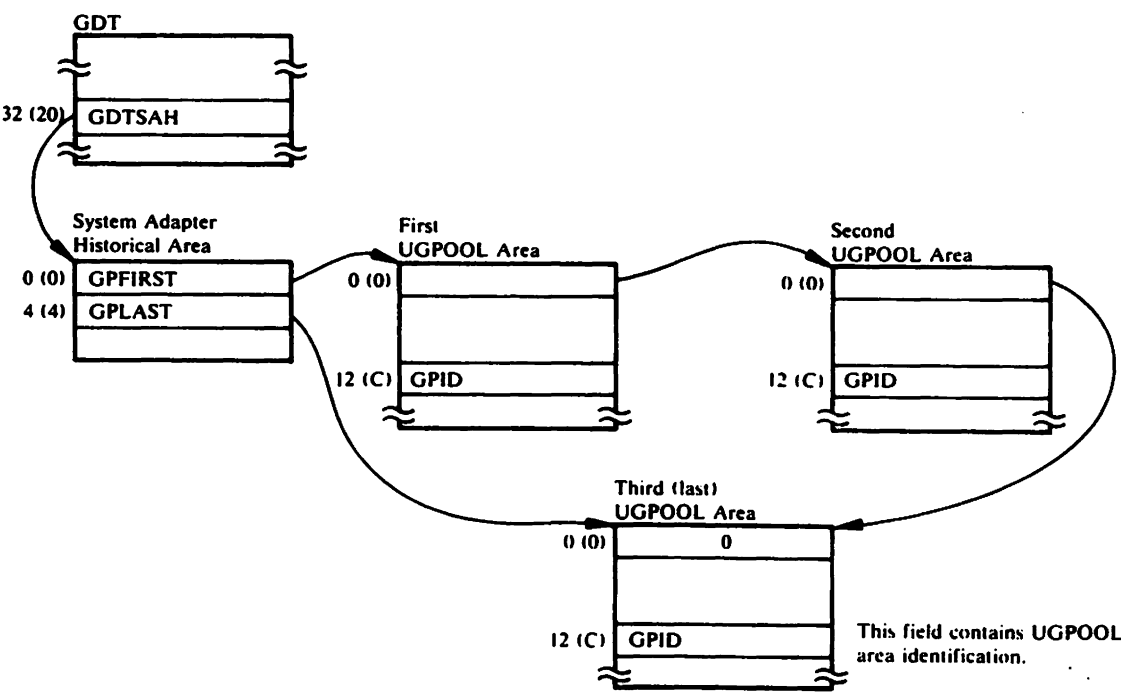 GDT
32 (20)
GDTSAH
System Adapter
Historical Area
0 (0)
GPFIRST
4 (4)
GPLAST
First
UGPOOL Area
0 (0)
12 (C)
GPID
Second
UGPOOL Area
0 (0)
12 (C)
GPID
Third (last)
UGPOOL Area
0 (0)
0
12 (C)
GPID
This field contains UGPOOL
area identification.